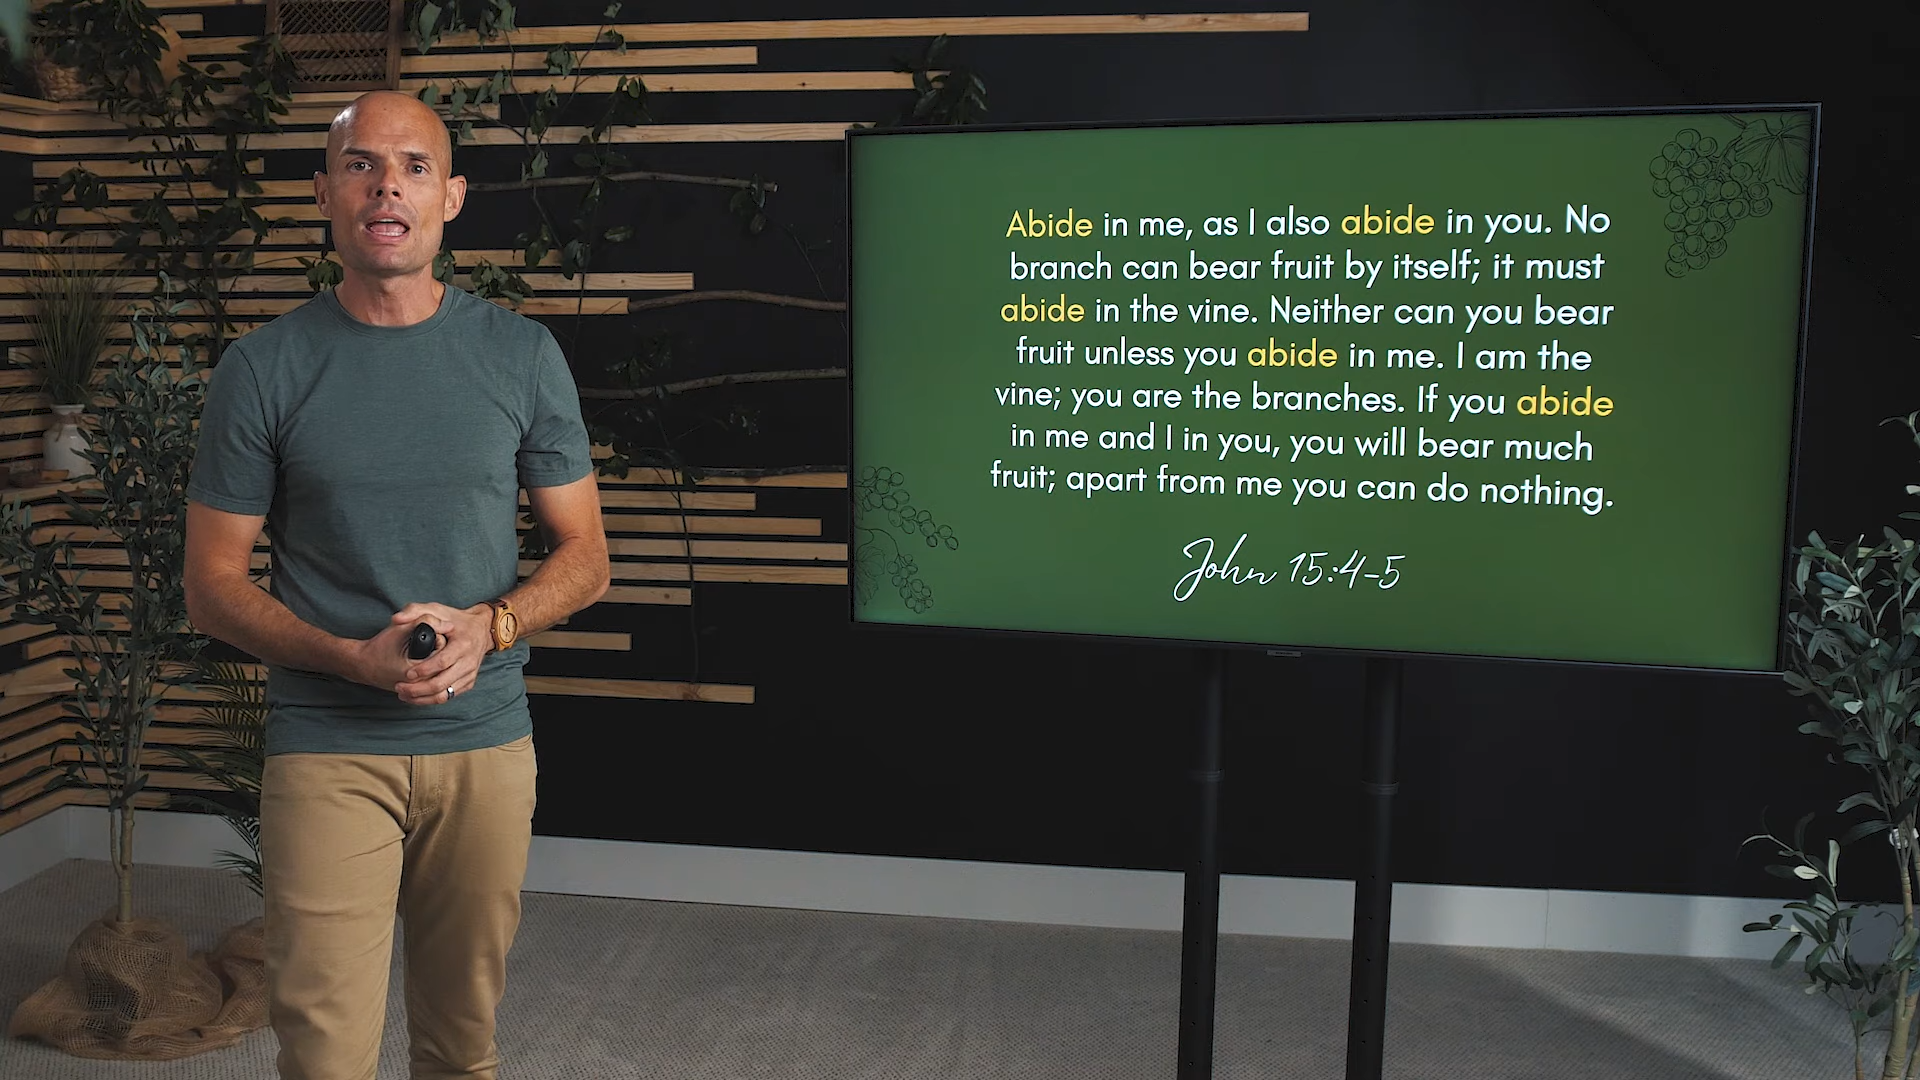 Abide in me, as I also abide in you. No
branch can bear fruit by itself; it must
abide in the vine. Neither can you bear
fruit unless you abide in me. I am the
vine; you are the branches. If you abide
in me and I in you, you will bear much
fruit; apart from me you can do nothing.
John 15:4-5